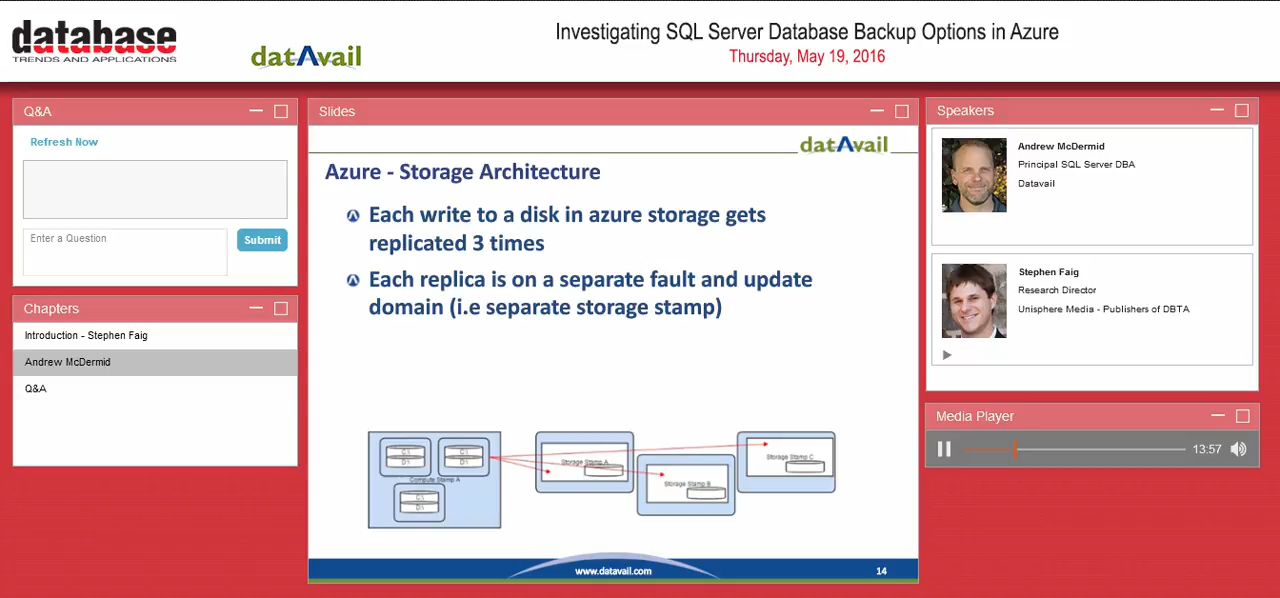 database
TRENDS AND APPLICATIONS
datAvail
Investigating SQL Server Database Backup Options in Azure
Thursday, May 19, 2016
Q&A
Refresh Now
Enter a Question
Submit
Chapters
Introduction - Stephen Faig
Andrew McDermid
Q&A
Slides
datAvail
Azure - Storage Architecture
Each write to a disk in azure storage gets
replicated 3 times
Each replica is on a separate fault and update
domain (i.e separate storage stamp)
C:\
D:\
C:\
D:\
Compute Stamp A
C:\
D:\
Storage Stamp A
Storage Stamp B
Storage Stamp C
www.datavail.com
14
Speakers
Andrew McDermid
Principal SQL Server DBA
Datavail
Stephen Faig
Research Director
Unisphere Media - Publishers of DBTA
Media Player
13:57